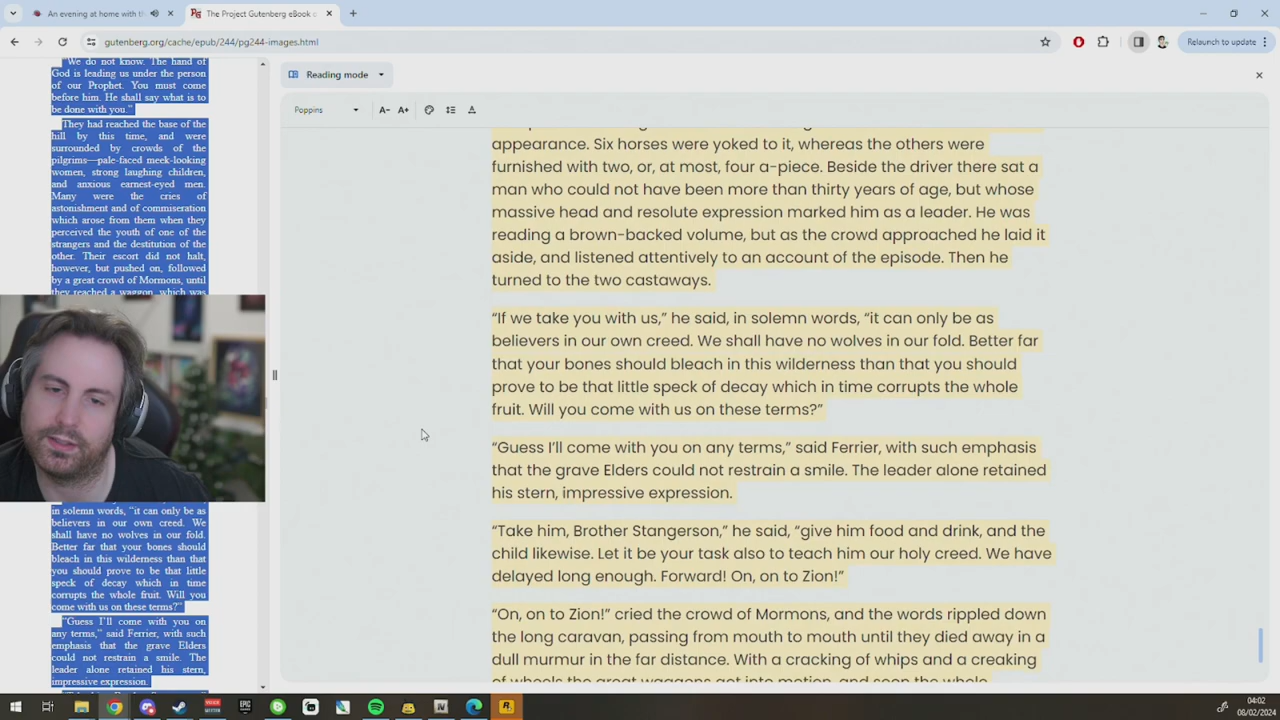 An evening at home with th
The Project Gutenberg eBook o
gutenberg.org/cache/epub/244/pg244-images.html
Relaunch to update
"We do not know. The hand of
God is leading us under the person
of our Prophet. You must come
before him. He shall say what is to
be done with you."
They had reached the base of the
hill by this time, and were
surrounded by crowds of the
pilgrims—pale-faced meek-looking
women, strong laughing children,
and anxious earnest-eyed men.
Many were the cries of
astonishment and of commiseration
which arose from them when they
perceived the youth of one of the
strangers and the destitution of the
other. Their escort did not halt,
however, but pushed on, followed
by a great crowd of Mormons, until
they reached a waggon, which was
in solemn words, "it can only be as
believers in our own creed. We
shall have no wolves in our fold.
Better far that your bones should
bleach in this wilderness than that
you should prove to be that little
speck of decay which in time
corrupts the whole fruit. Will you
come with us on these terms?"
"Guess I'll come with you on
any terms," said Ferrier, with such
emphasis that the grave Elders
could not restrain a smile. The
leader alone retained his stern,
impressive expression.
Reading mode
Poppins
A-
A+
appearance. Six horses were yoked to it, whereas the others were
furnished with two, or, at most, four a-piece. Beside the driver there sat a
man who could not have been more than thirty years of age, but whose
massive head and resolute expression marked him as a leader. He was
reading a brown-backed volume, but as the crowd approached he laid it
aside, and listened attentively to an account of the episode. Then he
turned to the two castaways.
“If we take you with us,” he said, in solemn words, “it can only be as
believers in our own creed. We shall have no wolves in our fold. Better far
that your bones should bleach in this wilderness than that you should
prove to be that little speck of decay which in time corrupts the whole
fruit. Will you come with us on these terms?”
“Guess I’ll come with you on any terms,” said Ferrier, with such emphasis
that the grave Elders could not restrain a smile. The leader alone retained
his stern, impressive expression.
“Take him, Brother Stangerson,” he said, “give him food and drink, and the
child likewise. Let it be your task also to teach him our holy creed. We have
delayed long enough. Forward! On, on to Zion!”
“On, on to Zion!” cried the crowd of Mormons, and the words rippled down
the long caravan, passing from mouth to mouth until they died away in a
dull murmur in the far distance. With a cracking of whips and a creaking
04:02
08/02/2024